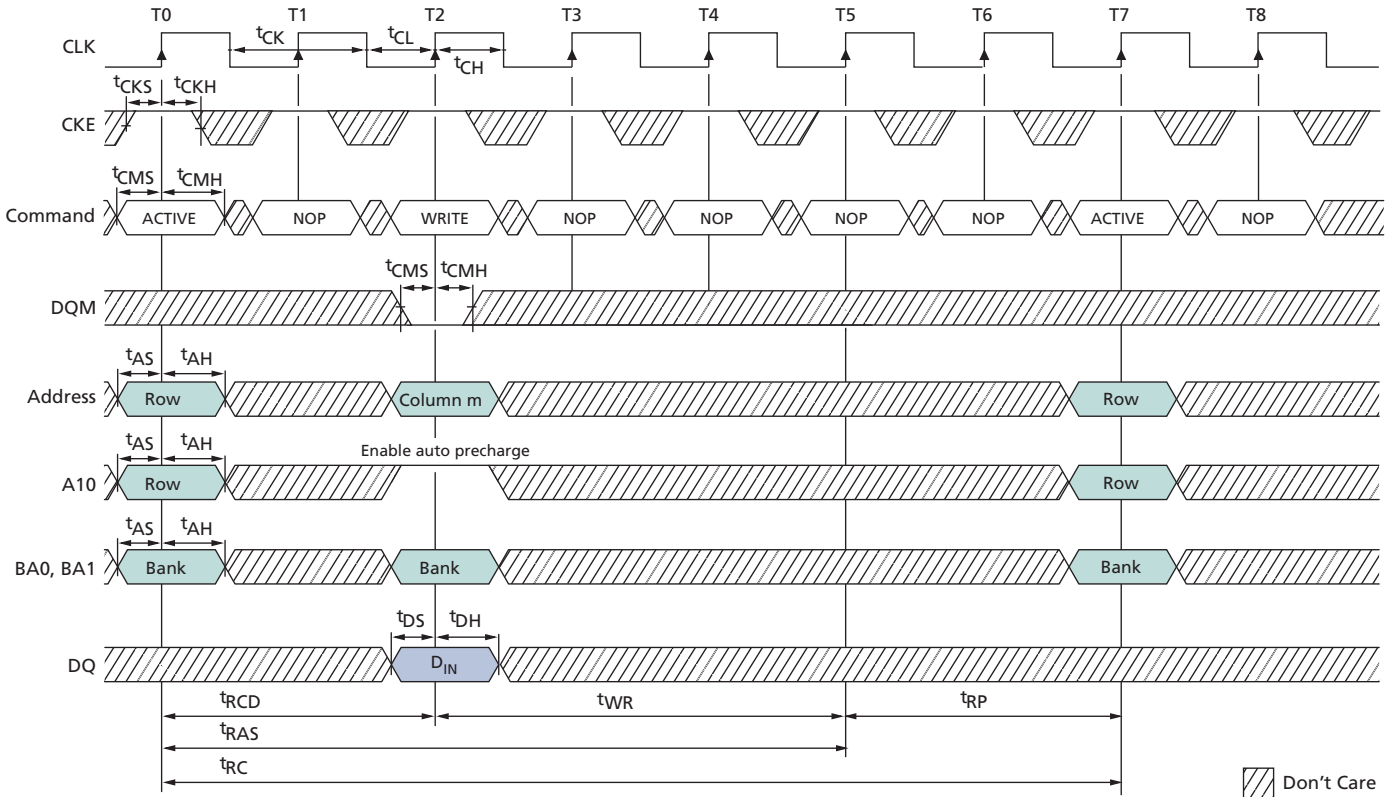 T0 T1 T2 T3 T4 T5 T6 T7 T8
CLK
tCK tCL
tCH
tCKS tCKH
CKE
tCMS tCMH
Command ACTIVE NOP WRITE NOP NOP NOP NOP ACTIVE NOP
tCMS tCMH
DQM
tAS tAH
Address Row Column m Row
tAS tAH Enable auto precharge
A10 Row Row
tAS tAH
BA0, BA1 Bank Bank Bank
tDS tDH
DQ DIN
tRCD tWR tRP
tRAS
tRC
Don't Care